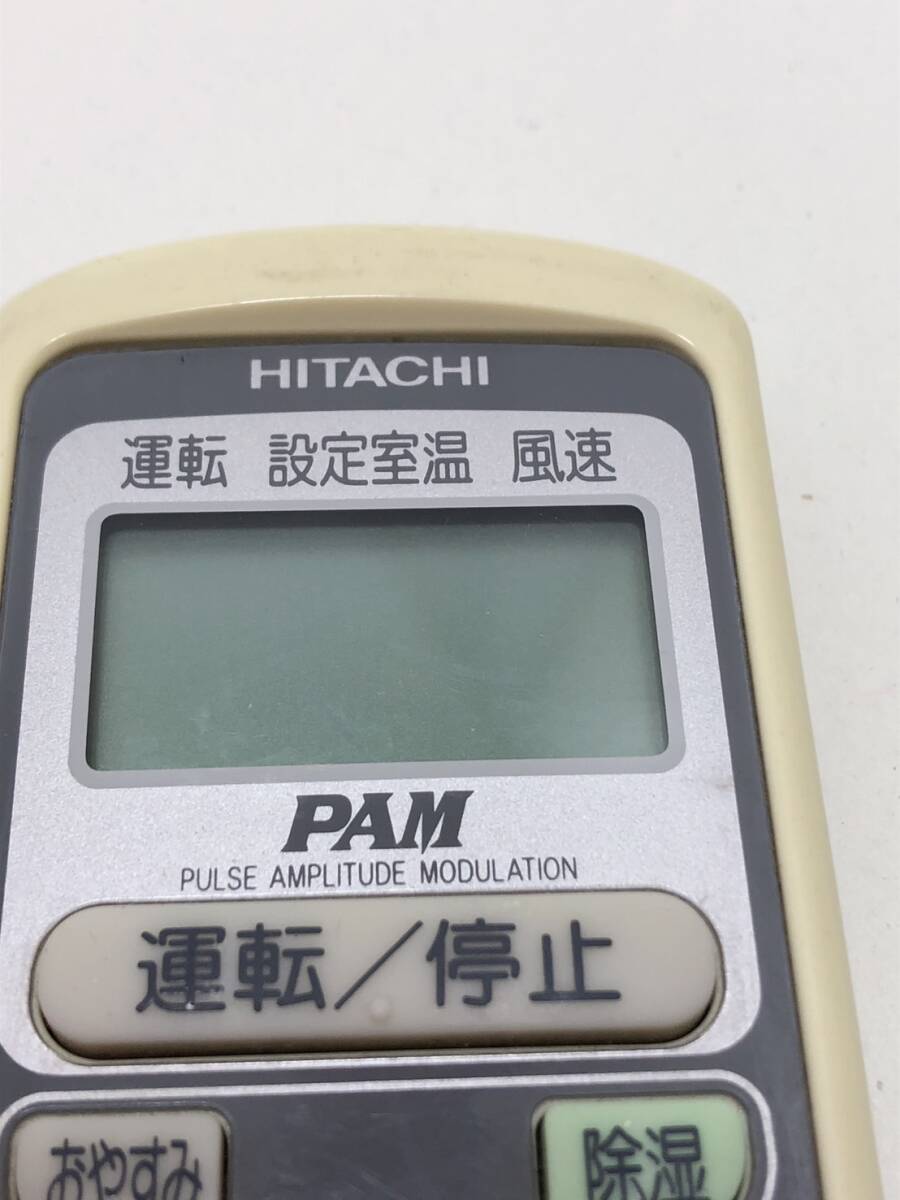 HITACHI
運転 設定室温 風速
PAM
PULSE AMPLITUDE MODULATION
運転／停止
おやすみ 除湿